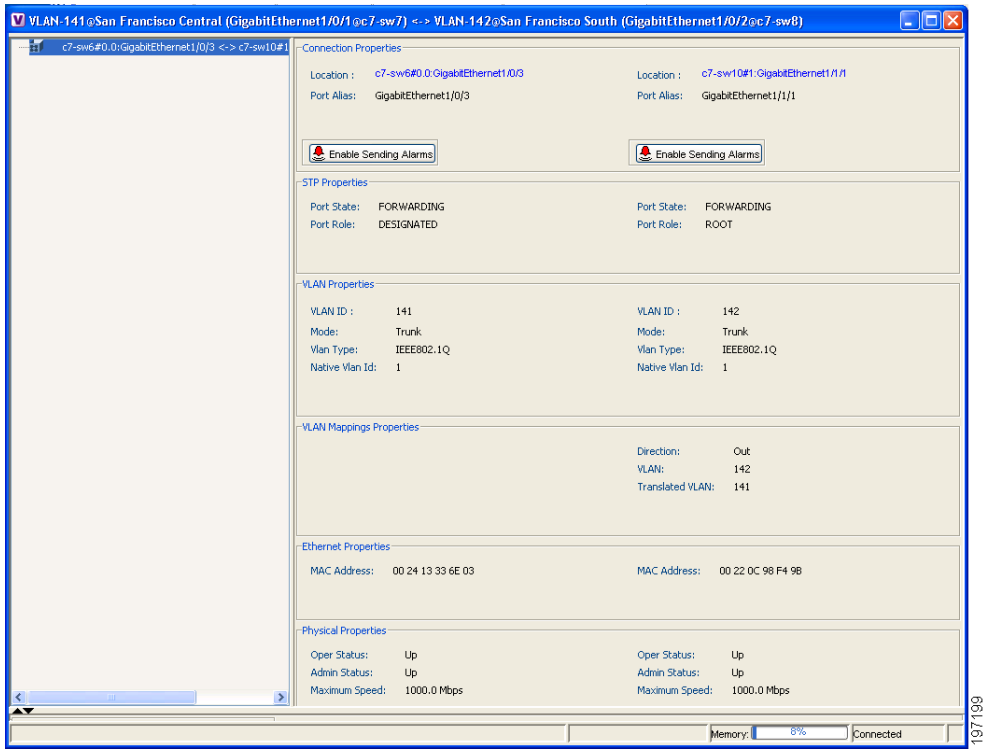 VLAN-141@San Francisco Central (GigabitEthernet1/0/1@c7-sw7) <-> VLAN-142@San Francisco South (GigabitEthernet1/0/2@c7-sw8)
c7-sw6#0.0:GigabitEthernet1/0/3 <-> c7-sw10#1
Connection Properties
Location : c7-sw6#0.0:GigabitEthernet1/0/3 Location : c7-sw10#1:GigabitEthernet1/1/1
Port Alias: GigabitEthernet1/0/3 Port Alias: GigabitEthernet1/1/1
Enable Sending Alarms Enable Sending Alarms
STP Properties
Port State: FORWARDING Port State: FORWARDING
Port Role: DESIGNATED Port Role: ROOT
VLAN Properties
VLAN ID : 141 VLAN ID : 142
Mode: Trunk Mode: Trunk
Vlan Type: IEEE802.1Q Vlan Type: IEEE802.1Q
Native Vlan Id: 1 Native Vlan Id: 1
VLAN Mappings Properties
Direction: Out
VLAN: 142
Translated VLAN: 141
Ethernet Properties
MAC Address: 00 24 13 33 6E 03 MAC Address: 00 22 0C 98 F4 9B
Physical Properties
Oper Status: Up Oper Status: Up
Admin Status: Up Admin Status: Up
Maximum Speed: 1000.0 Mbps Maximum Speed: 1000.0 Mbps
Memory: 8% Connected
197199